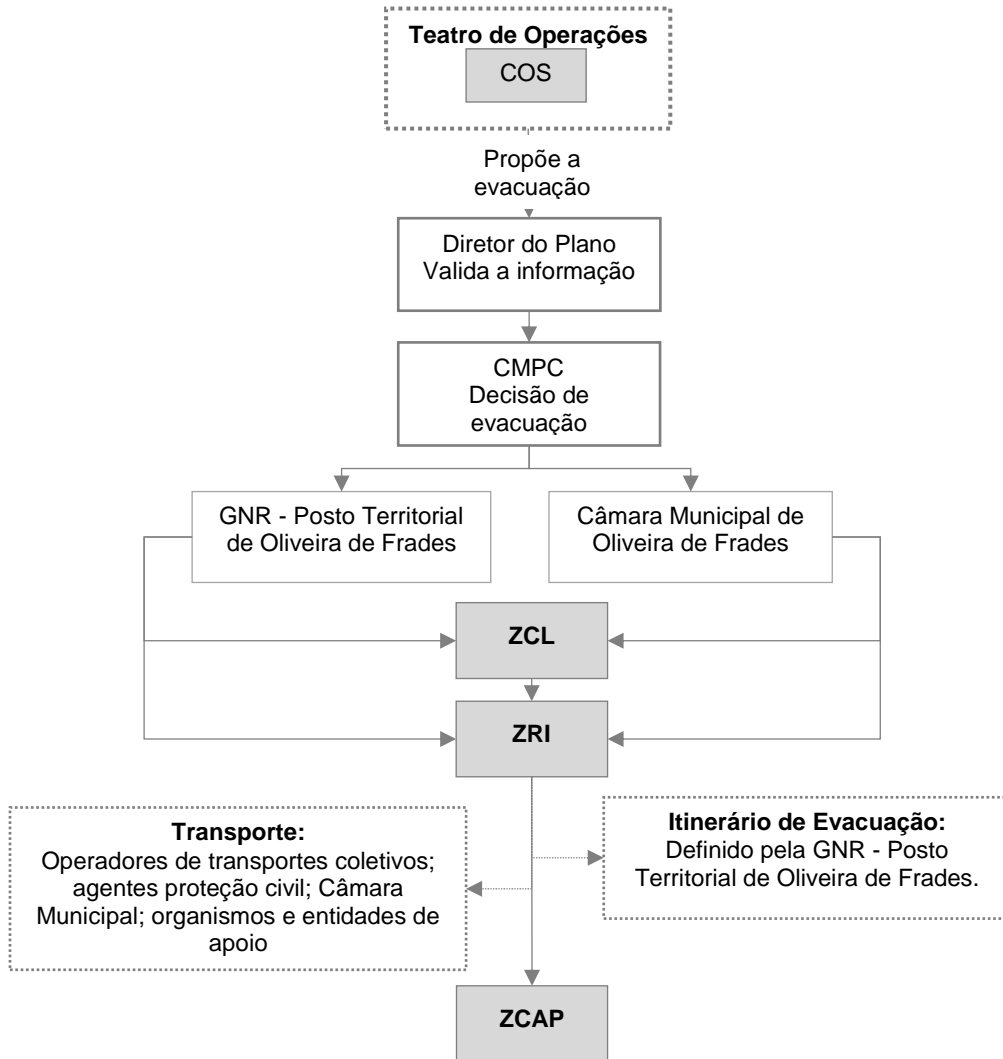 Teatro de Operações
COS
Propõe a
evacuação
Diretor do Plano
Valida a informação
CMPC
Decisão de
evacuação
GNR - Posto Territorial
de Oliveira de Frades
Câmara Municipal de
Oliveira de Frades
ZCL
ZRI
Transporte:
Operadores de transportes coletivos;
agentes proteção civil; Câmara
Municipal; organismos e entidades de
apoio
Itinerário de Evacuação:
Definido pela GNR - Posto
Territorial de Oliveira de Frades.
ZCAP